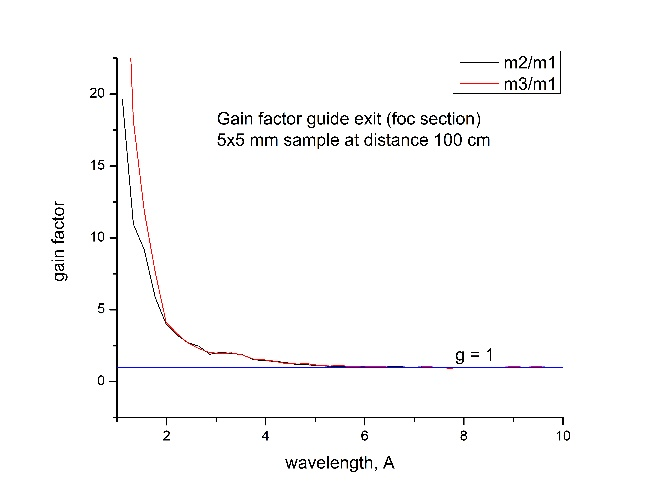 m2/m1
m3/m1
Gain factor guide exit (foc section)
5x5 mm sample at distance 100 cm
20
15
10
5
0
gain factor
g = 1
2 4 6 8 10
wavelength, A